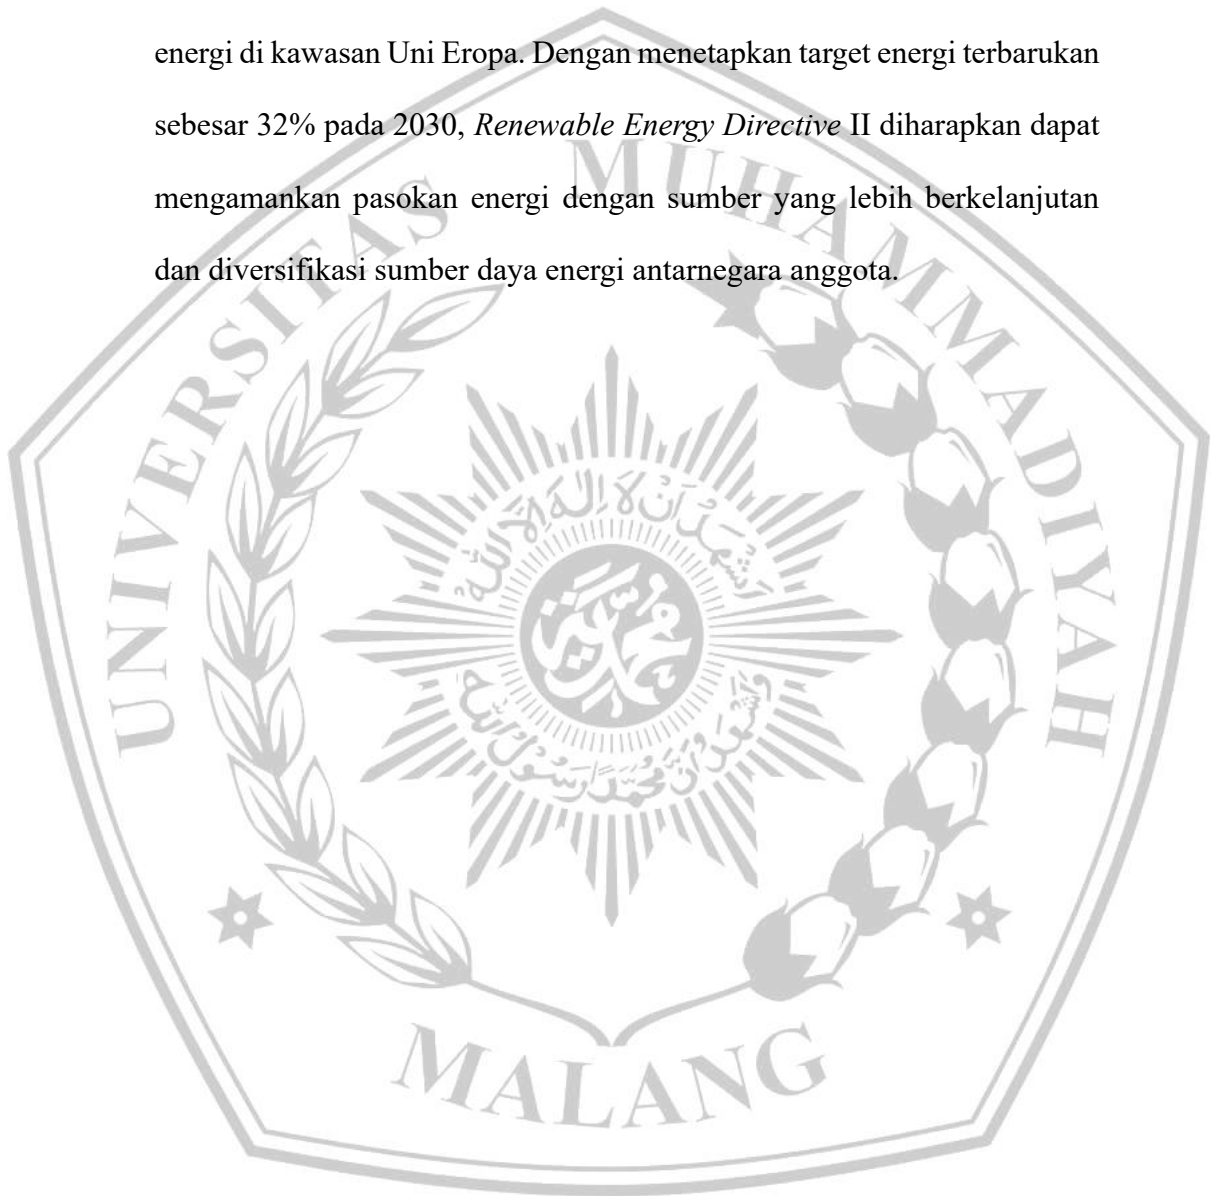 energi di kawasan Uni Eropa. Dengan menetapkan target energi terbarukan
sebesar 32% pada 2030, Renewable Energy Directive II diharapkan dapat
mengamankan pasokan energi dengan sumber yang lebih berkelanjutan
dan diversifikasi sumber daya energi antarnegara anggota.
UNIVERSITAS MUHAMMADIYAH
MALANG